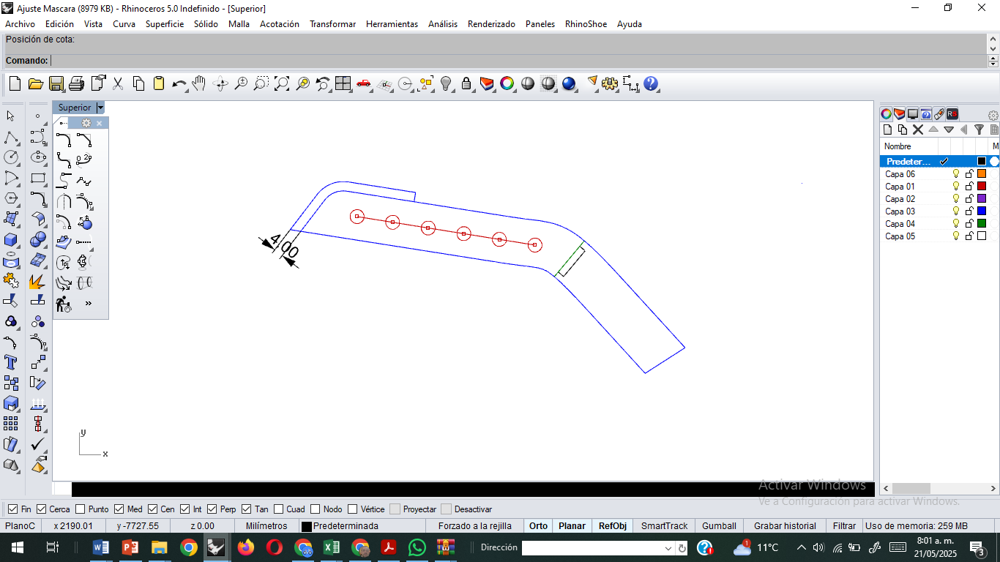 Ajuste Mascara (8979 KB) - Rhinoceros 5.0 Indefinido - [Superior]
Archivo Edición Vista Curva Superficie Sólido Malla Acotación Transformar Herramientas Análisis Renderizado Paneles RhinoShoe Ayuda
Posición de cota:
Comando:
Superior
Nombre M
Predeter...
Capa 06
Capa 01
Capa 02
Capa 03
Capa 04
Capa 05
4.00
y
x
Activar Windows
Ve a Configuración para activar Windows.
Fin Cerca Punto Med Cen Int Perp Tan Cuad Nodo Vértice Proyectar Desactivar
PlanoC x 2190.01 y -7727.55 z 0.00 Milímetros Predeterminada Forzado a la rejilla Orto Planar RefObj SmartTrack Gumball Grabar historial Filtrar Uso de memoria: 259 MB
Dirección 1 11°C 8:01 a. m.
21/05/2025 3